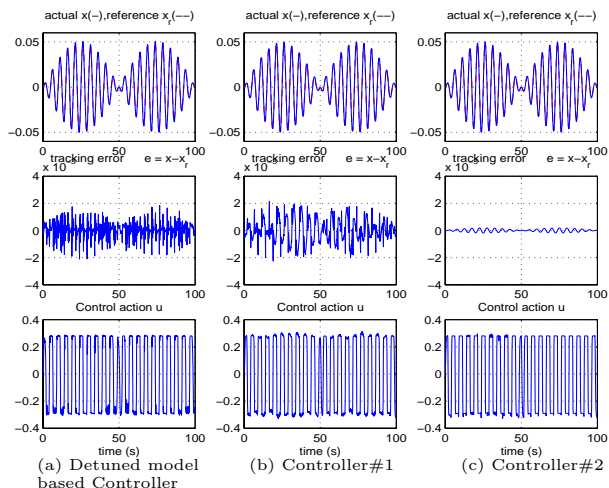 actual x(-),reference x_r(--)
actual x(-),reference x_r(--)
actual x(-),reference x_r(--)
0.05
0
−0.05
0 50 100
0.05
0
−0.05
0 50 100
0.05
0
−0.05
0 50 100
tracking error e = x−x_r
tracking error e = x−x_r
tracking error e = x−x_r
4
2
0
−2
−4
0 50 100
4
2
0
−2
−4
0 50 100
4
2
0
−2
−4
0 50 100
Control action u
Control action u
Control action u
0.4
0.2
0
−0.2
−0.4
0 50 100
0.4
0.2
0
−0.2
−0.4
0 50 100
0.4
0.2
0
−0.2
−0.4
0 50 100
time (s)
time (s)
time (s)
(a) Detuned model
based Controller
(b) Controller#1
(c) Controller#2